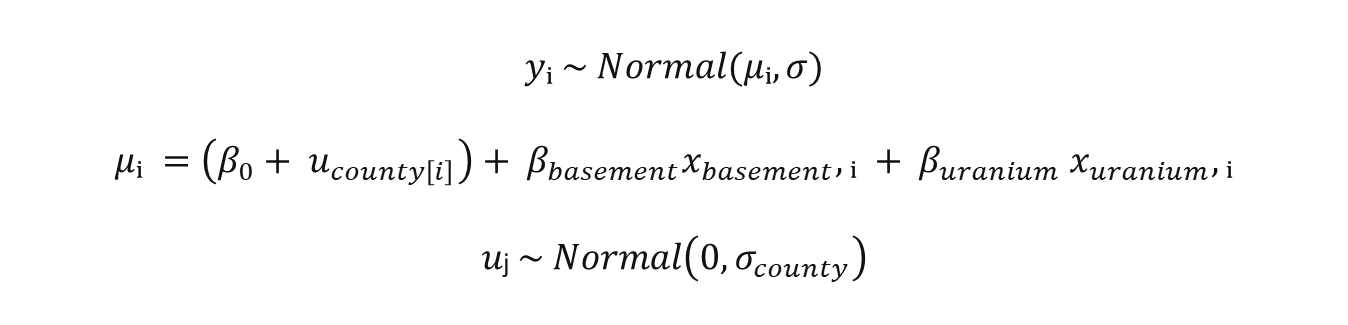 yᵢ ~ Normal(μᵢ, σ)
μᵢ = (β₀ + u_county[i]) + β_basement x_basement, ᵢ + β_uranium x_uranium, ᵢ
uⱼ ~ Normal(0, σ_county)